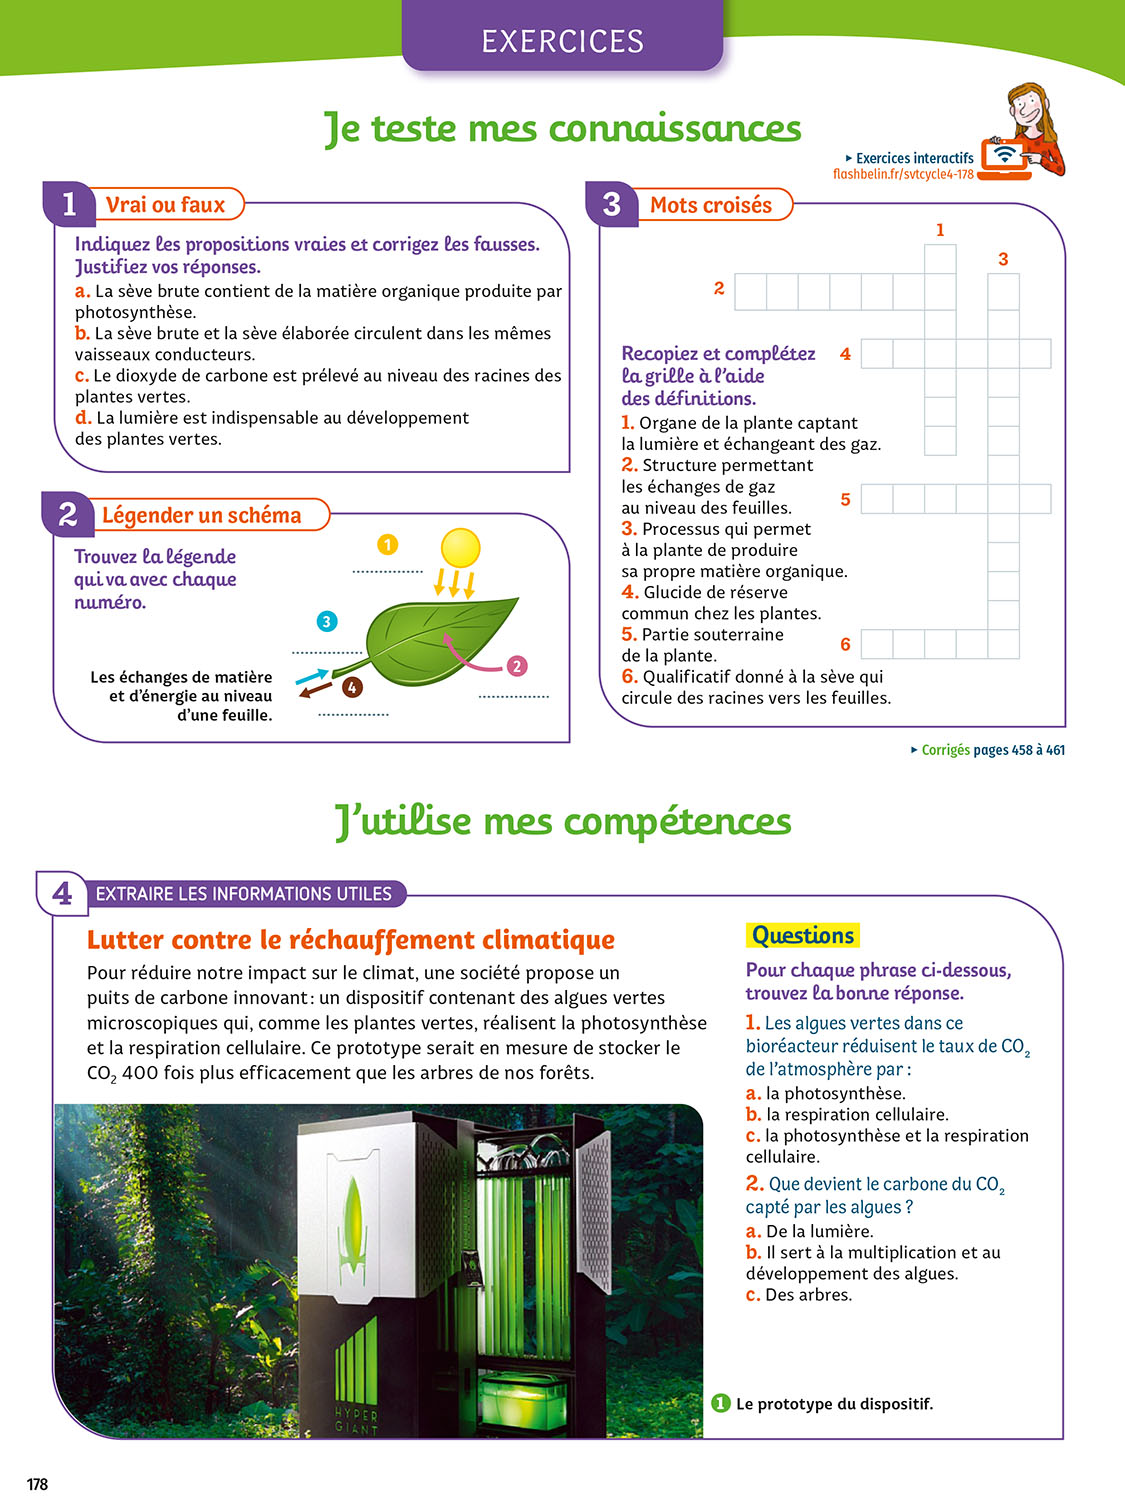 EXERCICES
Je teste mes connaissances
▸ Exercices interactifs
flashbelin.fr/svtcycle4-178
1 Vrai ou faux
Indiquez les propositions vraies et corrigez les fausses.
Justifiez vos réponses.
a. La sève brute contient de la matière organique produite par
photosynthèse.
b. La sève brute et la sève élaborée circulent dans les mêmes
vaisseaux conducteurs.
c. Le dioxyde de carbone est prélevé au niveau des racines des
plantes vertes.
d. La lumière est indispensable au développement
des plantes vertes.
2 Légender un schéma
Trouvez la légende
qui va avec chaque
numéro.
1
3
2
4
Les échanges de matière
et d'énergie au niveau
d'une feuille.
3 Mots croisés
1
3
2
4
5
6
Recopiez et complétez
la grille à l'aide
des définitions.
1. Organe de la plante captant
la lumière et échangeant des gaz.
2. Structure permettant
les échanges de gaz
au niveau des feuilles.
3. Processus qui permet
à la plante de produire
sa propre matière organique.
4. Glucide de réserve
commun chez les plantes.
5. Partie souterraine
de la plante.
6. Qualificatif donné à la sève qui
circule des racines vers les feuilles.
▸ Corrigés pages 458 à 461
J'utilise mes compétences
4 EXTRAIRE LES INFORMATIONS UTILES
Lutter contre le réchauffement climatique
Pour réduire notre impact sur le climat, une société propose un
puits de carbone innovant : un dispositif contenant des algues vertes
microscopiques qui, comme les plantes vertes, réalisent la photosynthèse
et la respiration cellulaire. Ce prototype serait en mesure de stocker le
CO₂ 400 fois plus efficacement que les arbres de nos forêts.
HYPER
GIANT
Questions
Pour chaque phrase ci-dessous,
trouvez la bonne réponse.
1. Les algues vertes dans ce
bioréacteur réduisent le taux de CO₂
de l'atmosphère par :
a. la photosynthèse.
b. la respiration cellulaire.
c. la photosynthèse et la respiration
cellulaire.
2. Que devient le carbone du CO₂
capté par les algues ?
a. De la lumière.
b. Il sert à la multiplication et au
développement des algues.
c. Des arbres.
1 Le prototype du dispositif.
178